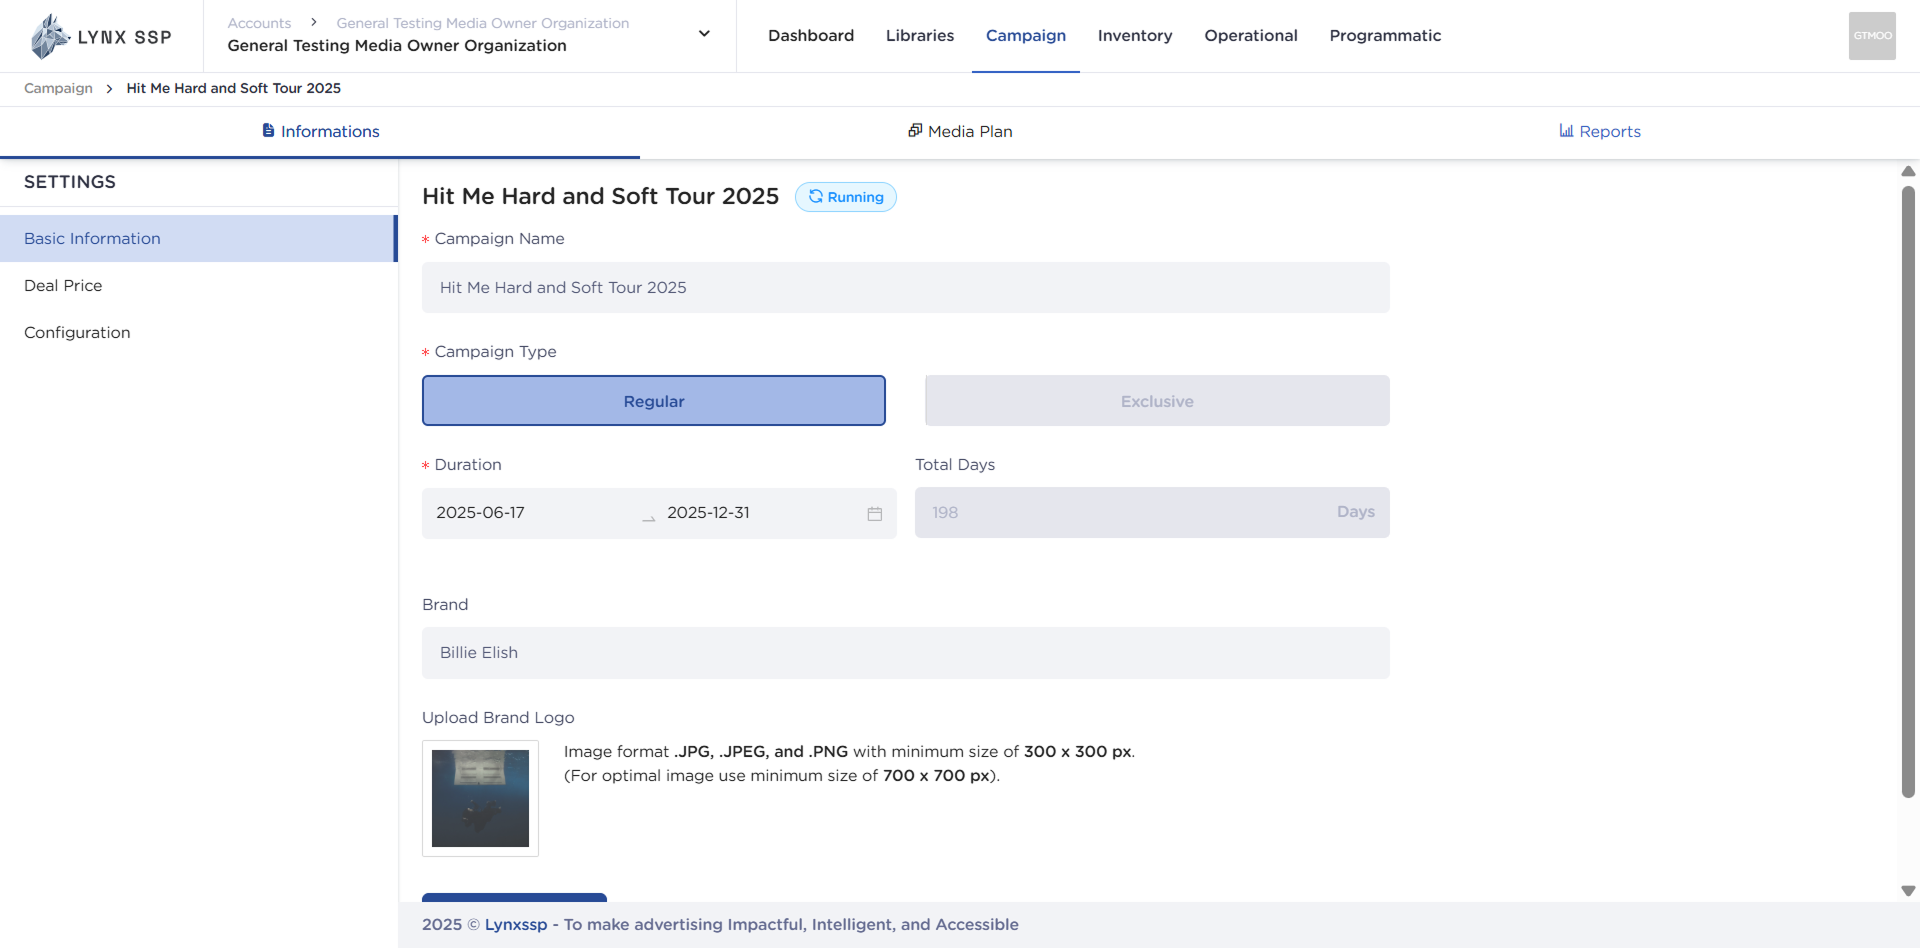 LYNX SSP
Accounts > General Testing Media Owner Organization
General Testing Media Owner Organization
Dashboard Libraries Campaign Inventory Operational Programmatic
GTMOO
Campaign > Hit Me Hard and Soft Tour 2025
Informations
Media Plan
Reports
SETTINGS
Basic Information
Deal Price
Configuration
Hit Me Hard and Soft Tour 2025
Running
* Campaign Name
Hit Me Hard and Soft Tour 2025
* Campaign Type
Regular
Exclusive
* Duration
Total Days
2025-06-17 → 2025-12-31
198 Days
Brand
Billie Elish
Upload Brand Logo
Image format .JPG, .JPEG, and .PNG with minimum size of 300 x 300 px.
(For optimal image use minimum size of 700 x 700 px).
2025 © Lynxssp - To make advertising Impactful, Intelligent, and Accessible